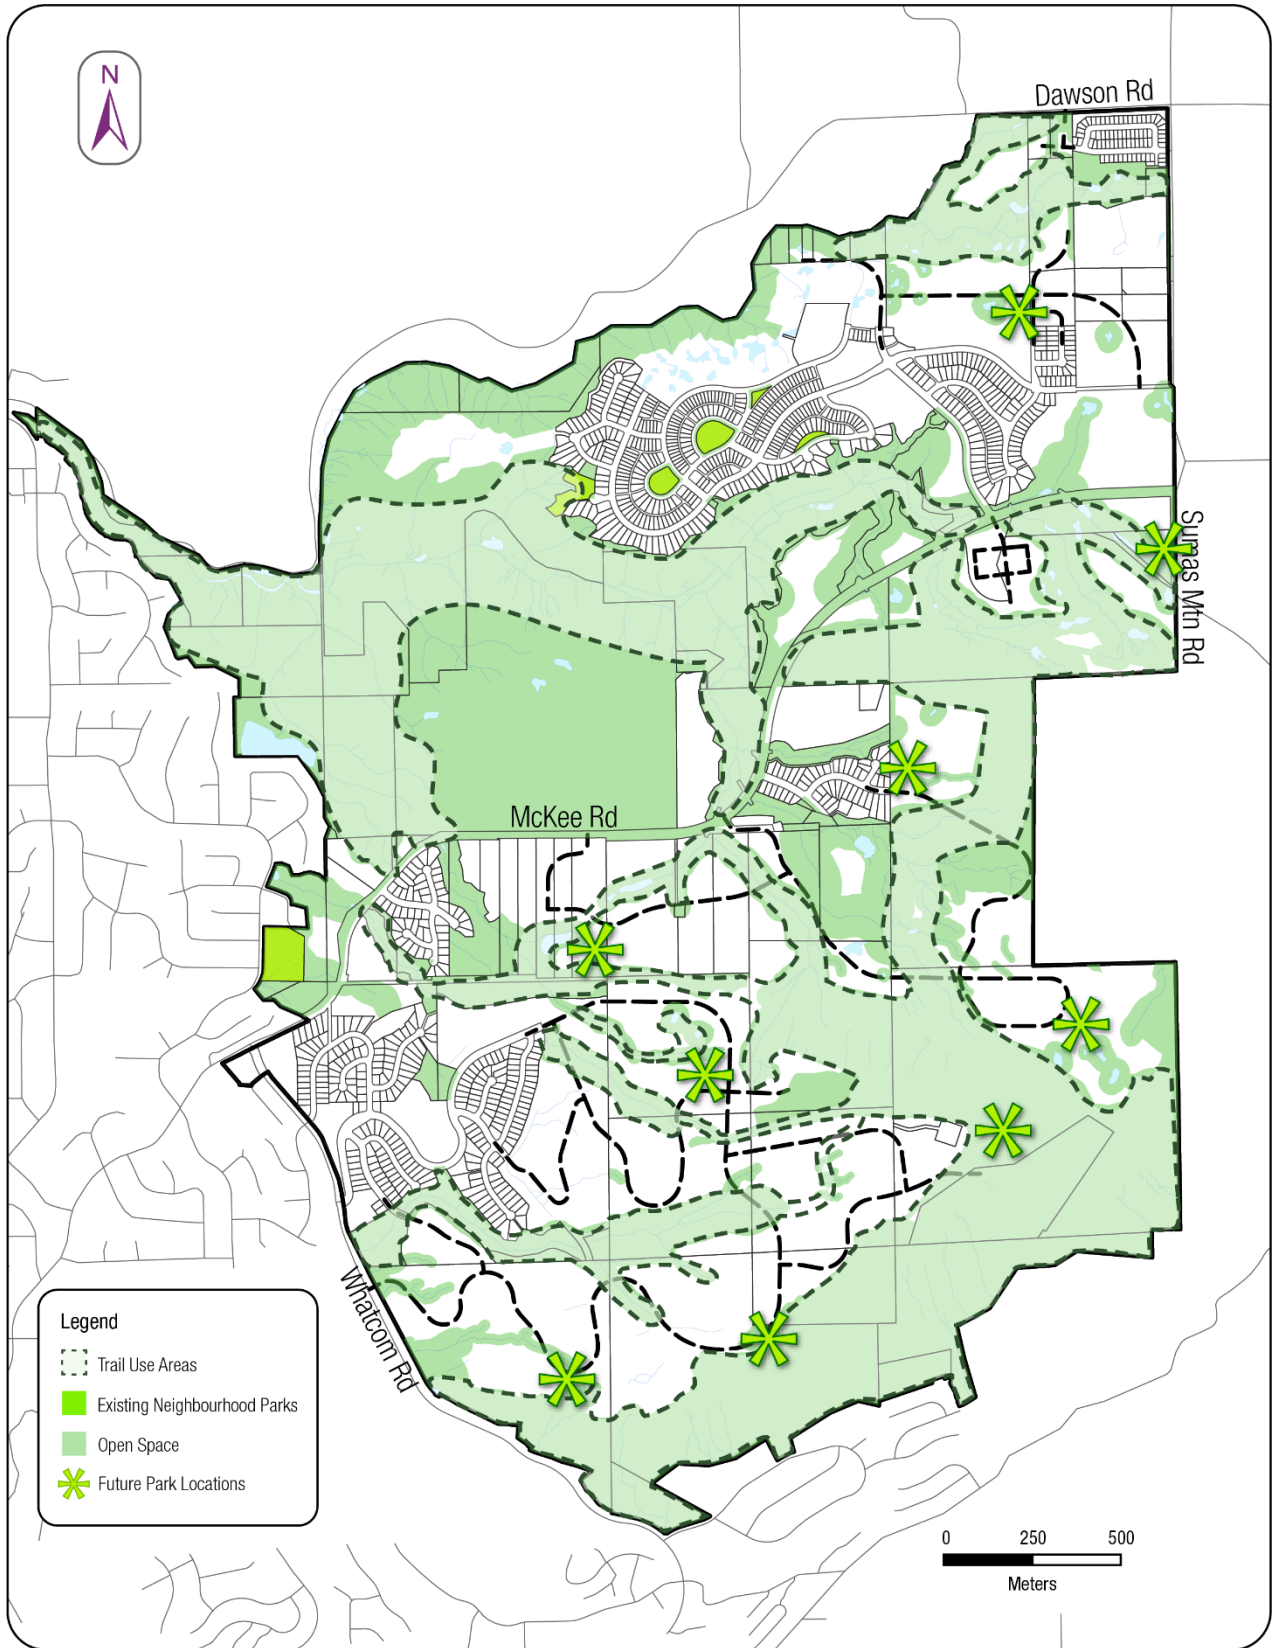 N
Dawson Rd
Sumas Mtn Rd
McKee Rd
Whatcom Rd
Legend
Trail Use Areas
Existing Neighbourhood Parks
Open Space
Future Park Locations
0 250 500
Meters